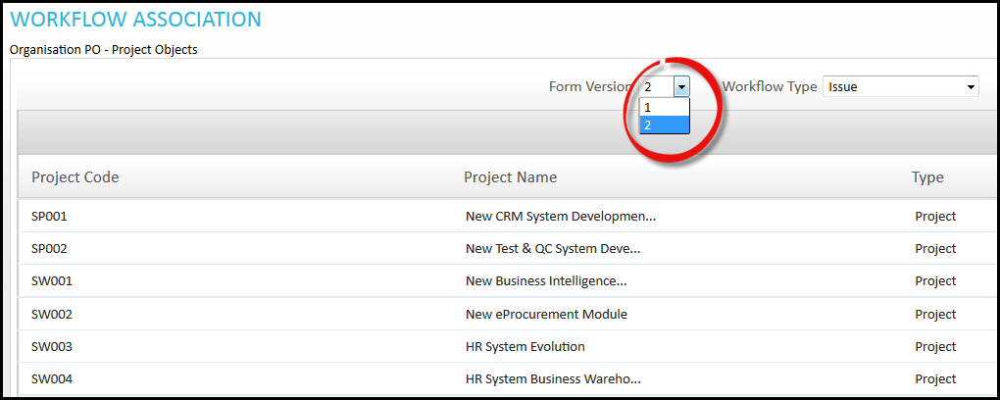 WORKFLOW ASSOCIATION
Organisation PO - Project Objects
Form Version 2 Workflow Type Issue
1
2
Project Code Project Name Type
SP001 New CRM System Developmen... Project
SP002 New Test & QC System Deve... Project
SW001 New Business Intelligence... Project
SW002 New eProcurement Module Project
SW003 HR System Evolution Project
SW004 HR System Business Wareho... Project